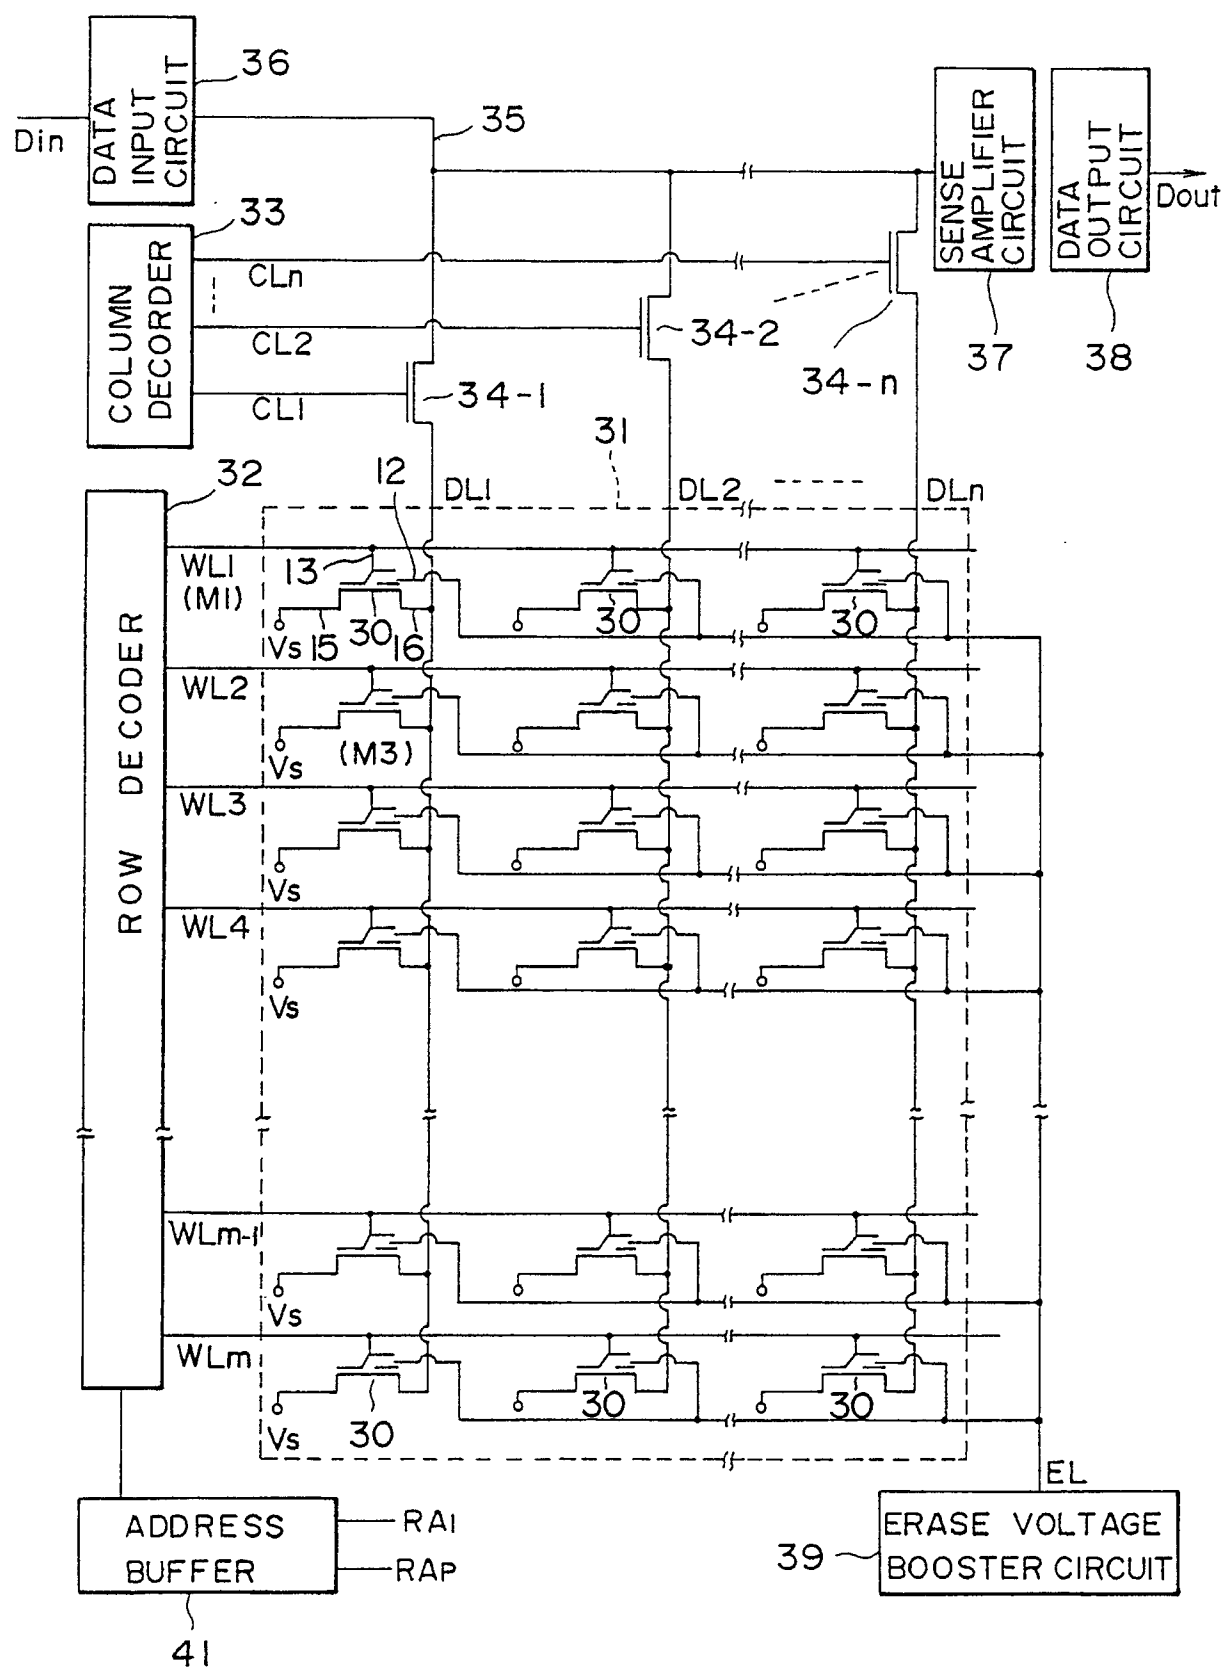 36
DATA
INPUT
CIRCUIT
Din
35
SENSE
AMPLIFIER
CIRCUIT
DATA
OUTPUT
CIRCUIT
Dout
33
COLUMN
DECORDER
CLn
CL2
CL1
34-1
34-2
34-n
37
38
31
32
12
DL1
DL2
DLn
ROW DECODER
WL1
(M1)
13
Vs
15
30
16
30
30
WL2
Vs
(M3)
WL3
Vs
WL4
Vs
WLm-1
Vs
WLm
Vs
30
30
30
EL
ADDRESS
BUFFER
RA1
RAP
41
39
ERASE VOLTAGE
BOOSTER CIRCUIT